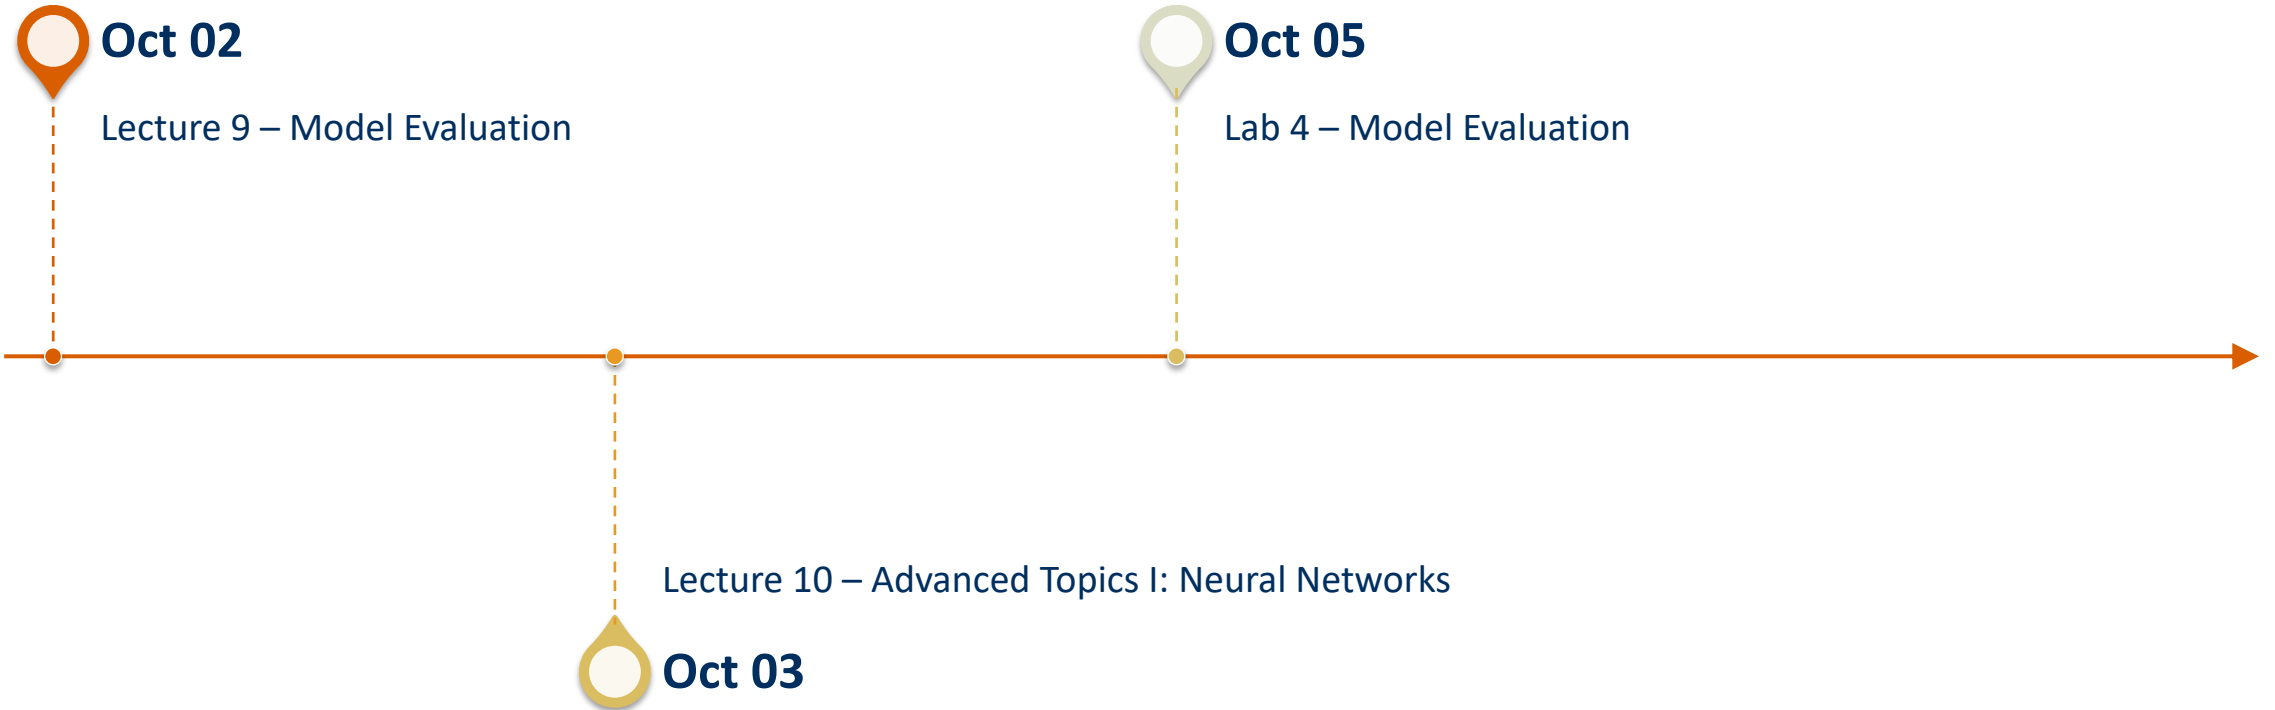 Oct 02
Lecture 9 – Model Evaluation
Oct 05
Lab 4 – Model Evaluation
Lecture 10 – Advanced Topics I: Neural Networks
Oct 03